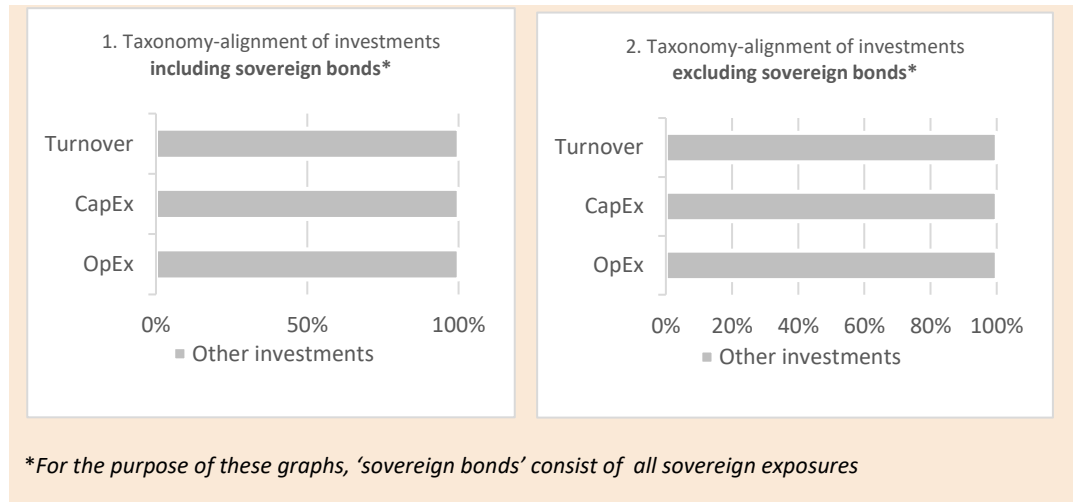 1. Taxonomy-alignment of investments
including sovereign bonds*
Turnover
CapEx
OpEx
0% 50% 100%
Other investments
2. Taxonomy-alignment of investments
excluding sovereign bonds*
Turnover
CapEx
OpEx
0% 20% 40% 60% 80% 100%
Other investments
*For the purpose of these graphs, ‘sovereign bonds’ consist of all sovereign exposures